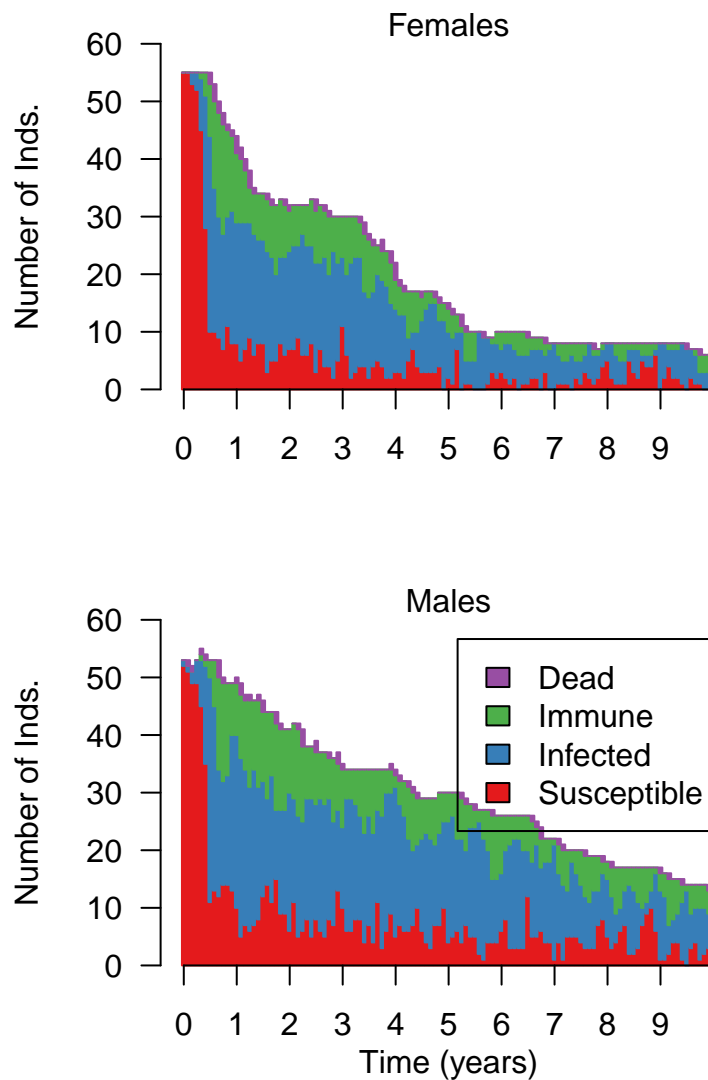 Females
Number of Inds.
60
50
40
30
20
10
0
0 1 2 3 4 5 6 7 8 9
Males
Number of Inds.
60
50
40
30
20
10
0
Dead
Immune
Infected
Susceptible
0 1 2 3 4 5 6 7 8 9
Time (years)